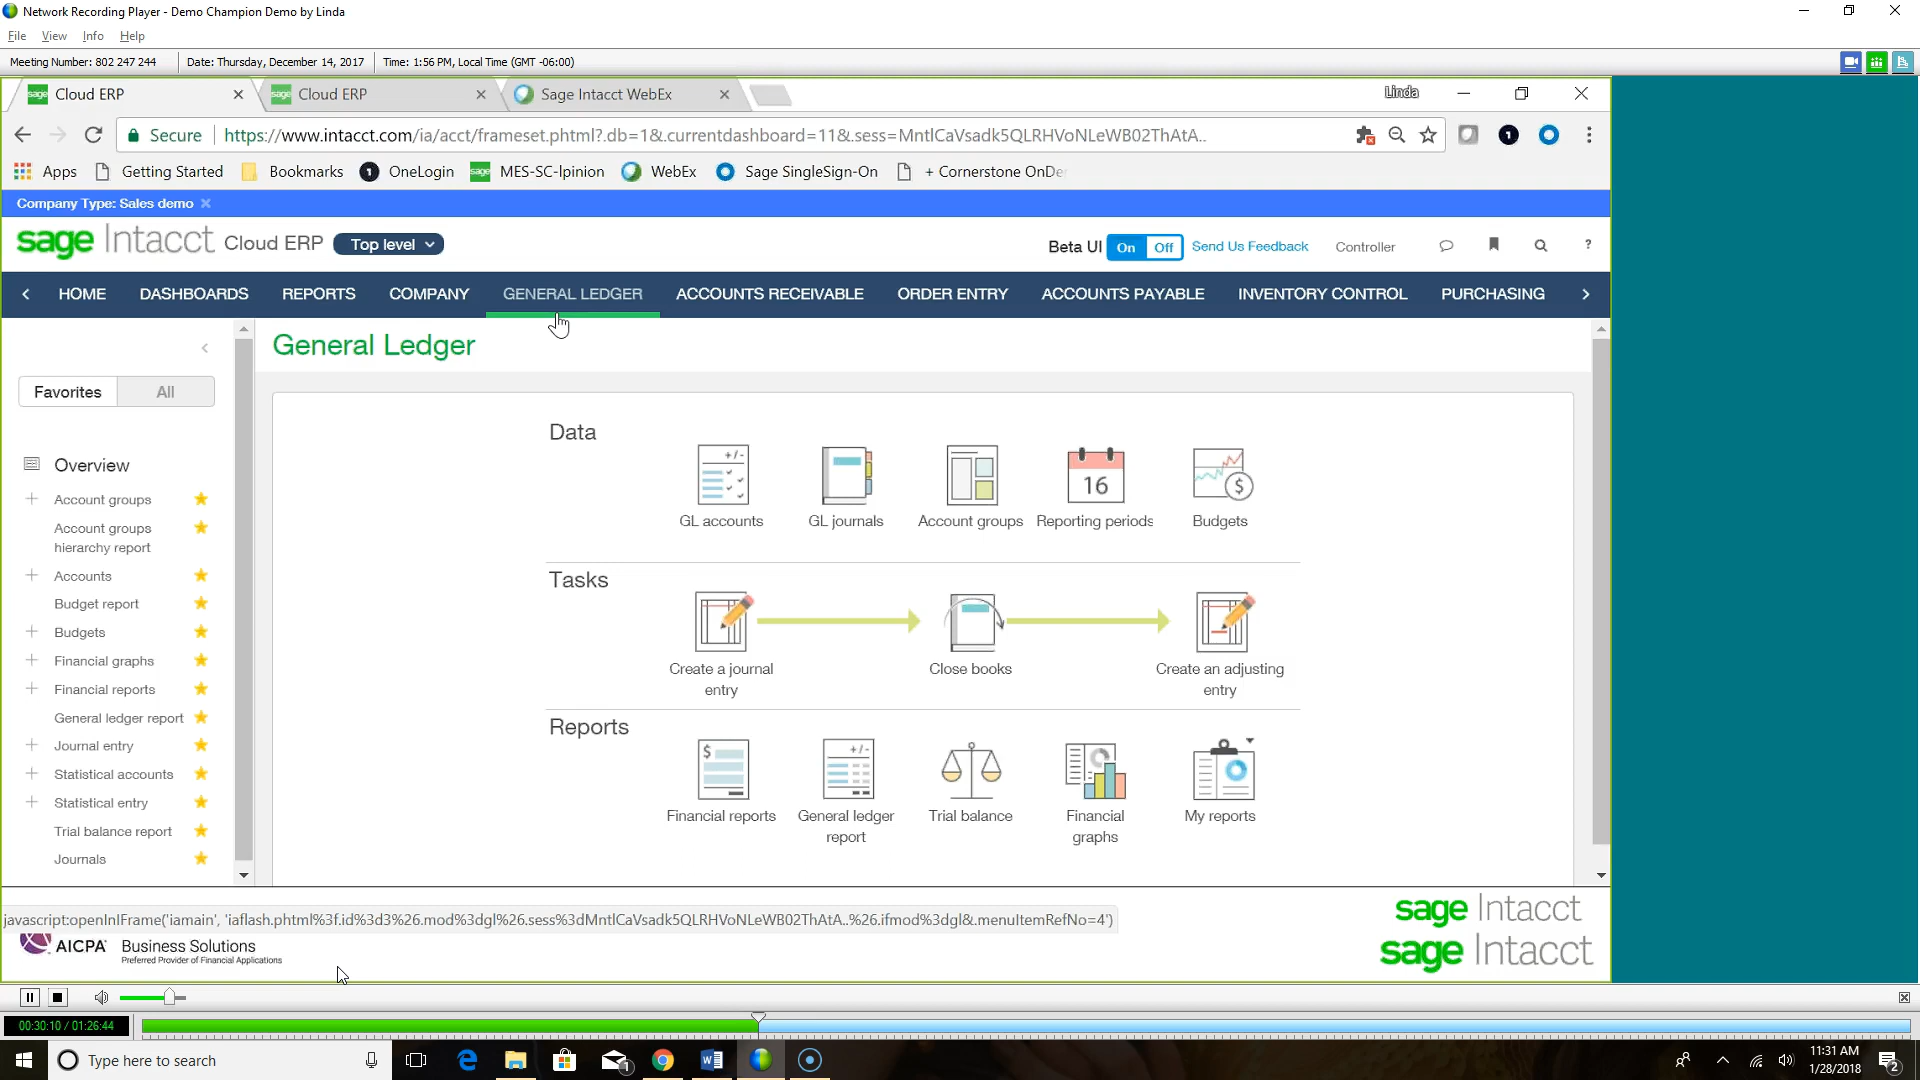 Network Recording Player - Demo Champion Demo by Linda
File View Info Help
Meeting Number: 802 247 244 Date: Thursday, December 14, 2017 Time: 1:56 PM, Local Time (GMT -06:00)
sage Cloud ERP sage Cloud ERP Sage Intacct WebEx Linda
Secure https://www.intacct.com/ia/acct/frameset.phtml?.db=1&.currentdashboard=11&.sess=MntlCaVsadk5QLRHVoNLeWB02ThAtA..
Apps Getting Started Bookmarks 1 OneLogin sage MES-SC-Ipinion WebEx Sage SingleSign-On + Cornerstone OnDe
Company Type: Sales demo
sage Intacct Cloud ERP Top level Beta UI On Off Send Us Feedback Controller ?
HOME DASHBOARDS REPORTS COMPANY GENERAL LEDGER ACCOUNTS RECEIVABLE ORDER ENTRY ACCOUNTS PAYABLE INVENTORY CONTROL PURCHASING
General Ledger
Favorites All
Overview
Account groups
Account groups
hierarchy report
Accounts
Budget report
Budgets
Financial graphs
Financial reports
General ledger report
Journal entry
Statistical accounts
Statistical entry
Trial balance report
Journals
Data
16
GL accounts GL journals Account groups Reporting periods Budgets
Tasks
Create a journal entry
Close books
Create an adjusting entry
Reports
Financial reports
General ledger report
Trial balance
Financial graphs
My reports
javascript:openInIFrame('iamain', 'iaflash.phtml%3f.id%3d3%26.mod%3dgl%26.sess%3dMntlCaVsadk5QLRHVoNLeWB02ThAtA..%26.ifmod%3dgl&.menuItemRefNo=4')
AICPA Business Solutions
Preferred Provider of Financial Applications
sage Intacct
sage Intacct
00:30:10 / 01:26:44
Type here to search
11:31 AM
1/28/2018
2